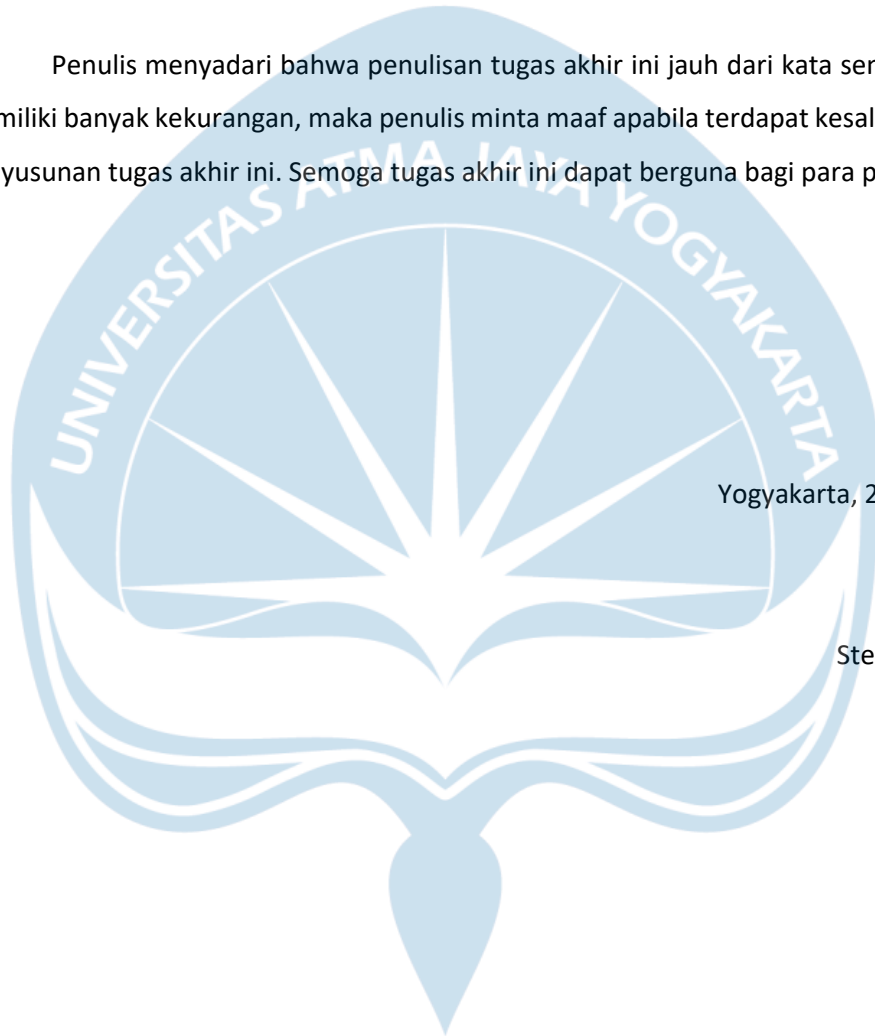 Penulis menyadari bahwa penulisan tugas akhir ini jauh dari kata
miliki banyak kekurangan, maka penulis minta maaf apabila terdapat
yusunan tugas akhir ini. Semoga tugas akhir ini dapat berguna bagi para
UNIVERSITAS ATMA JAYA YOGYAKARTA
Yogyakarta, 2
Ste